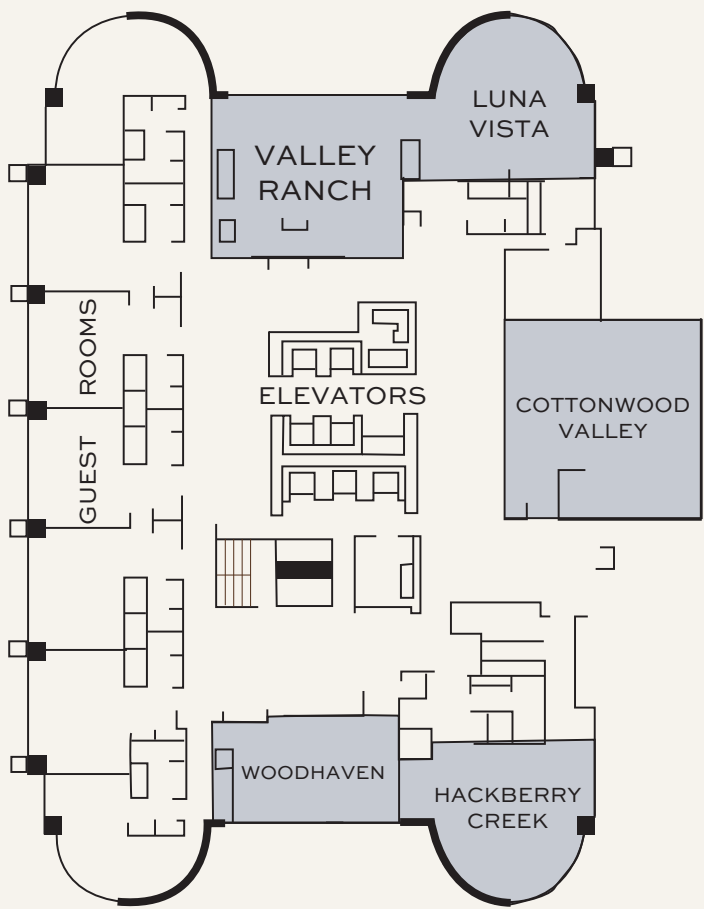 LUNA
VISTA
VALLEY
RANCH
GUEST ROOMS
ELEVATORS
COTTONWOOD
VALLEY
WOODHAVEN
HACKBERRY
CREEK